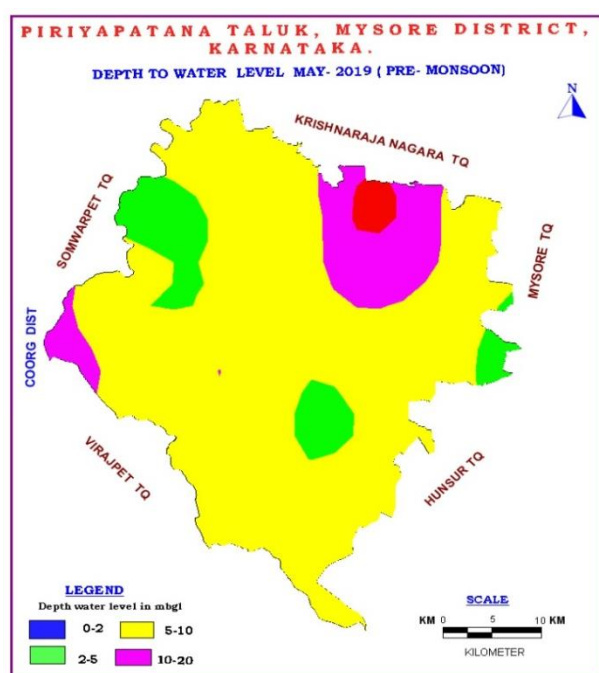 PIRIYAPATANA TALUK, MYSORE DISTRICT,
KARNATAKA.
DEPTH TO WATER LEVEL MAY- 2019 ( PRE- MONSOON)
N
KRISHNARAJA NAGARA TQ
SOMWARPET TQ
MYSORE TQ
COORG DIST
VIRAJPET TQ
HUNSUR TQ
LEGEND
Depth water level in mbgl
0-2
5-10
2-5
10-20
SCALE
KM 0 5 10 KM
KILOMETER